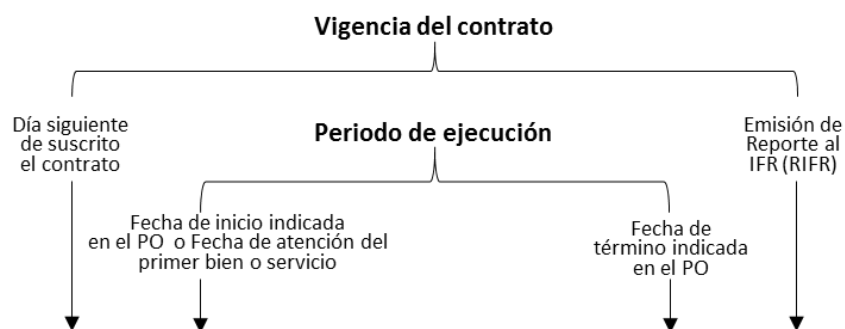 Vigencia del contrato
Día siguiente
de suscrito
el contrato
Periodo de ejecución
Emisión de
Reporte al
IFR (RIFR)
Fecha de inicio indicada
en el PO o Fecha de atención del
primer bien o servicio
Fecha de
término indicada
en el PO